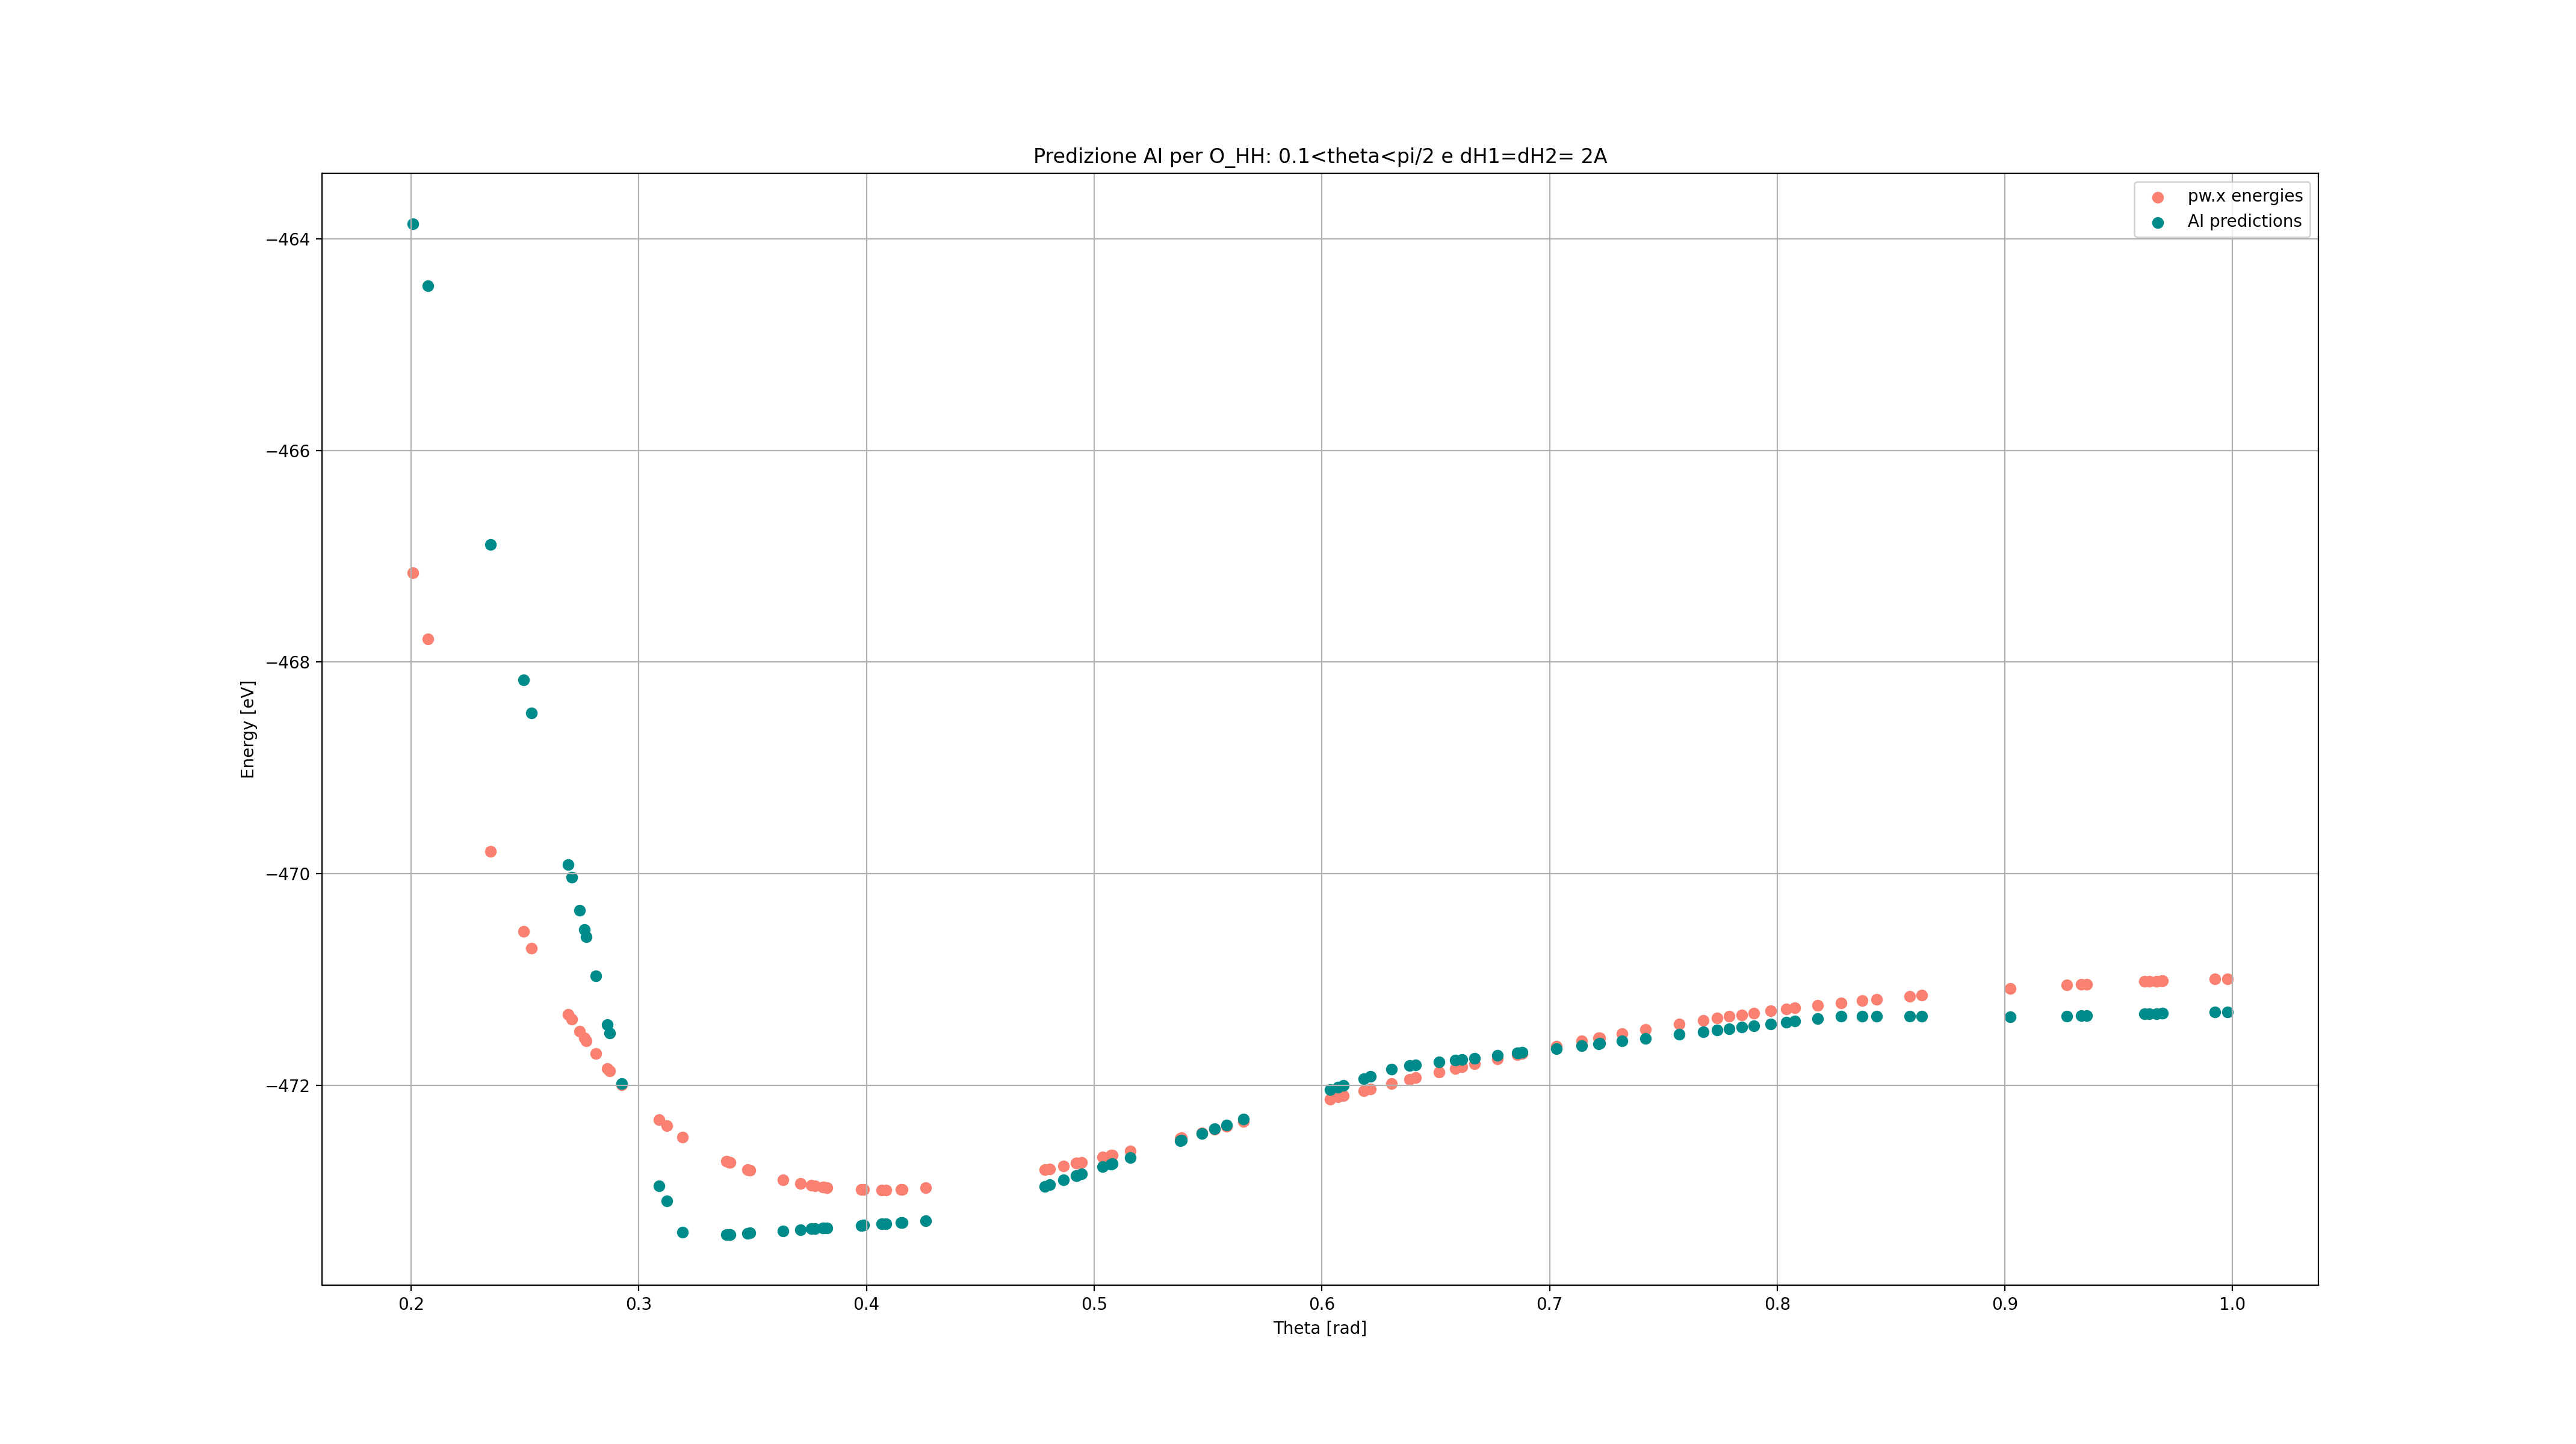 Predizione AI per O_HH: 0.1<theta<pi/2 e dH1=dH2= 2A
pw.x energies
AI predictions
−464
−466
−468
−470
−472
Energy [eV]
0.2 0.3 0.4 0.5 0.6 0.7 0.8 0.9 1.0
Theta [rad]